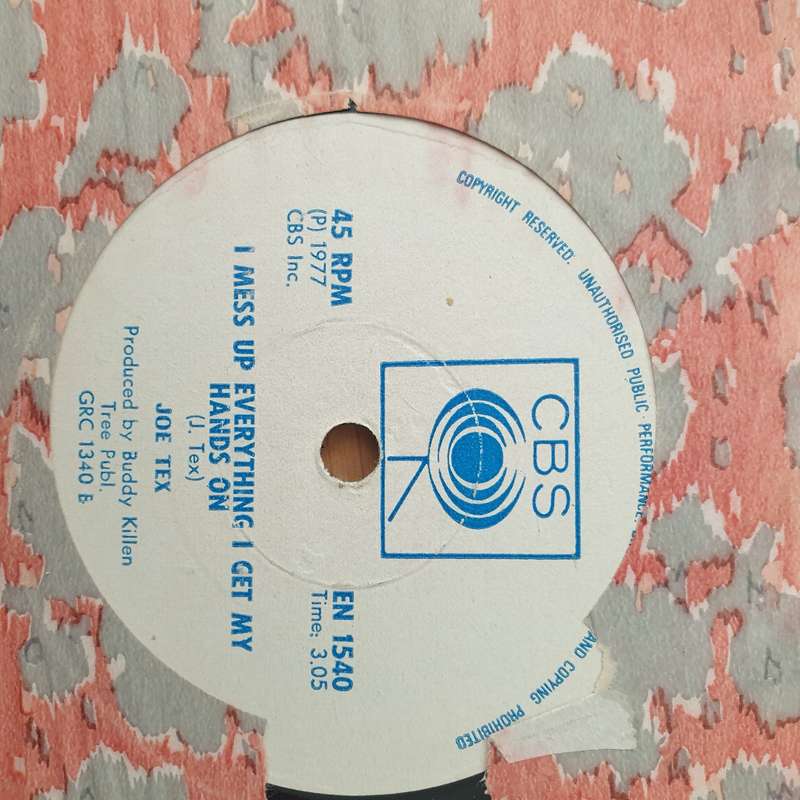 COPYRIGHT RESERVED. UNAUTHORISED PUBLIC PERFORMANCE.
AND COPYING PROHIBITED
CBS
45 RPM
(P) 1977
CBS Inc.
EN 1540
Time: 3.05
I MESS UP EVERYTHING I GET MY
HANDS ON
(J. Tex)
JOE TEX
Produced by Buddy Killen
Tree Publ.
GRC 1340 B